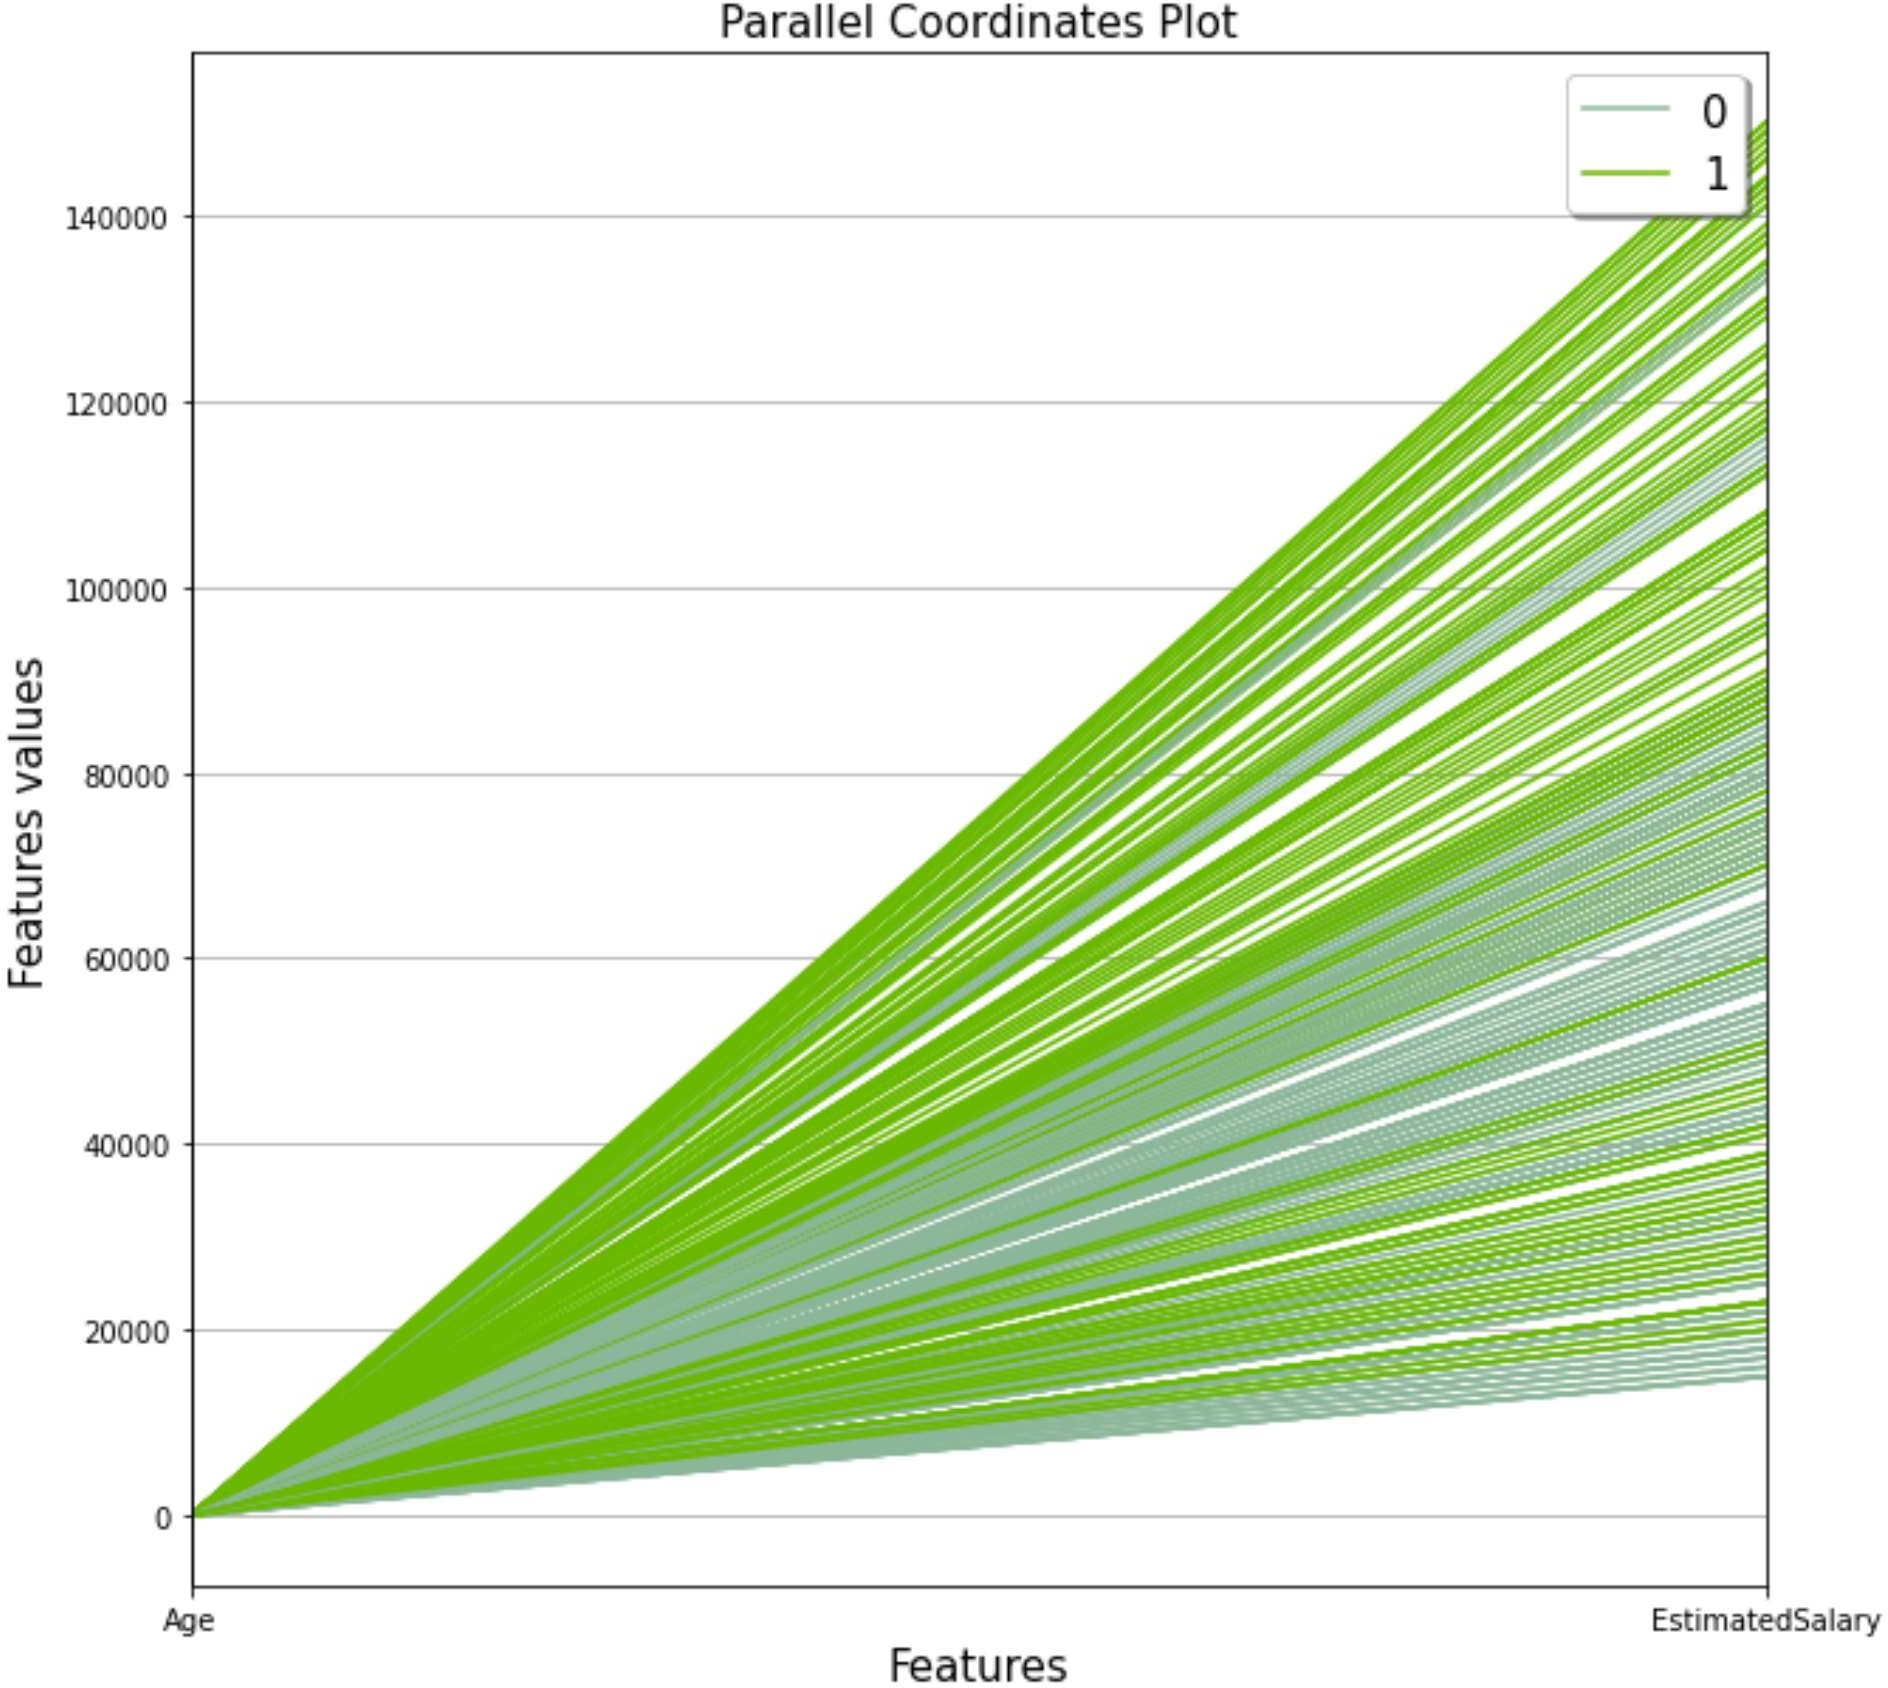 Parallel Coordinates Plot
0
1
140000
120000
100000
80000
60000
40000
20000
0
Features values
Age
EstimatedSalary
Features